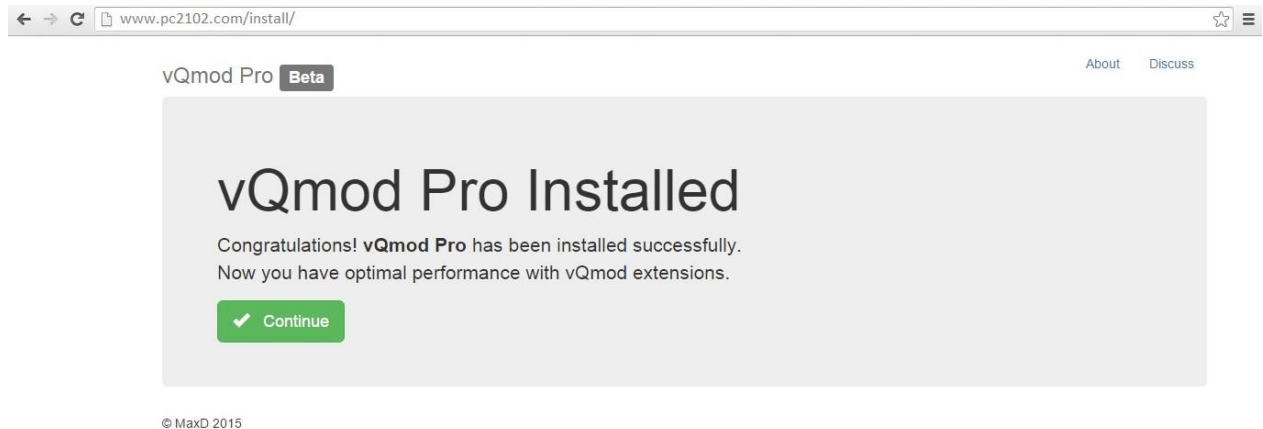 www.pc2102.com/install/
vQmod Pro Beta
About Discuss
vQmod Pro Installed
Congratulations! vQmod Pro has been installed successfully.
Now you have optimal performance with vQmod extensions.
Continue
© MaxD 2015